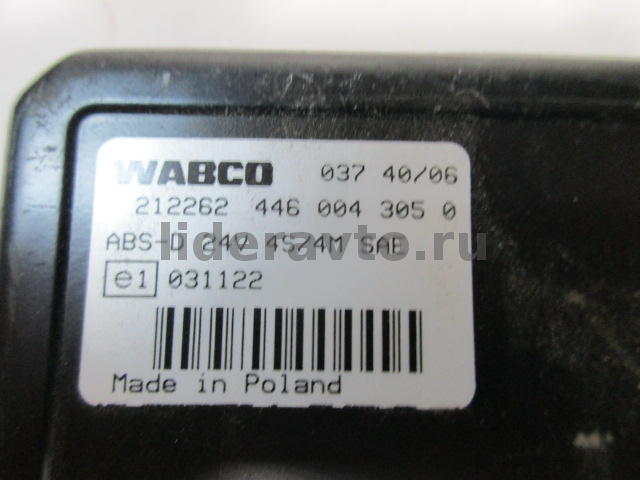 WABCO 037 40/06
212262 446 004 305 0
ABS-D 24V 4S/4M SAE
e1 031122
Made in Poland
lideravto.ru